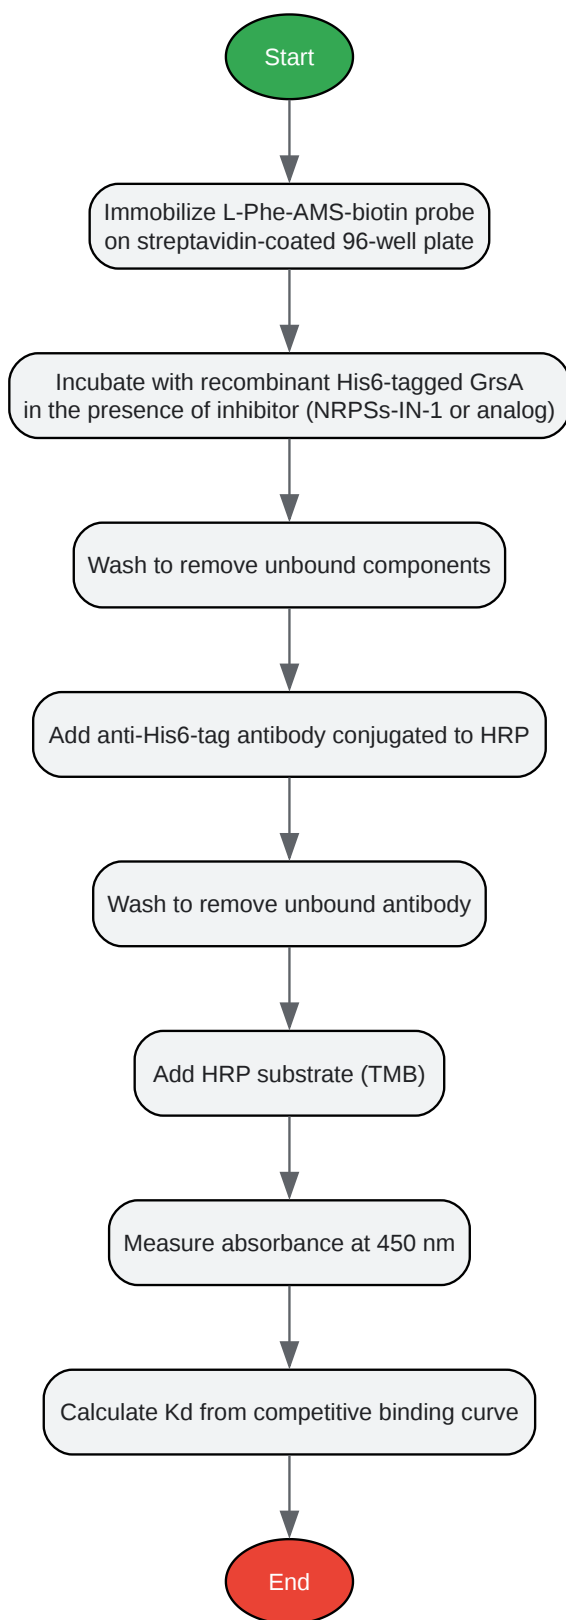 Start
Immobilize L-Phe-AMS-biotin probe
on streptavidin-coated 96-well plate
Incubate with recombinant His6-tagged GrsA
in the presence of inhibitor (NRPSs-IN-1 or analog)
Wash to remove unbound components
Add anti-His6-tag antibody conjugated to HRP
Wash to remove unbound antibody
Add HRP substrate (TMB)
Measure absorbance at 450 nm
Calculate Kd from competitive binding curve
End